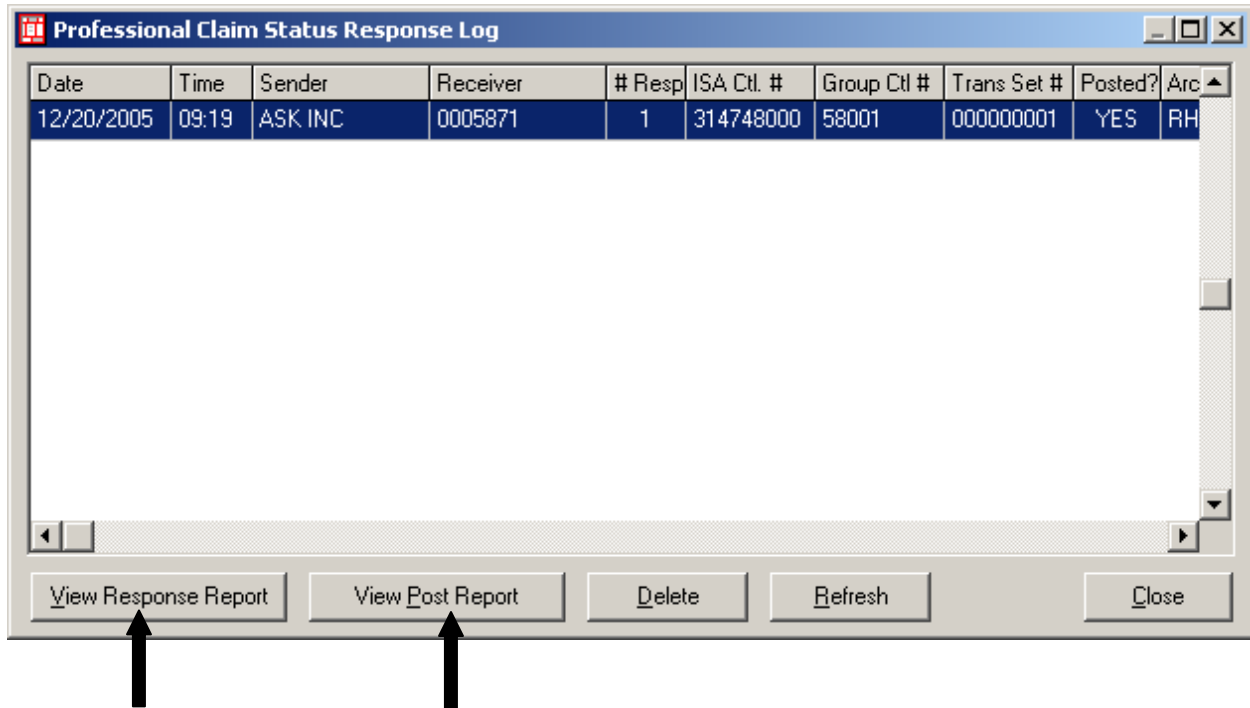 Professional Claim Status Response Log
Date Time Sender Receiver # Resp ISA Ctl. # Group Ctl # Trans Set # Posted? Arc
12/20/2005 09:19 ASK INC 0005871 1 314748000 58001 000000001 YES RH
View Response Report View Post Report Delete Refresh Close